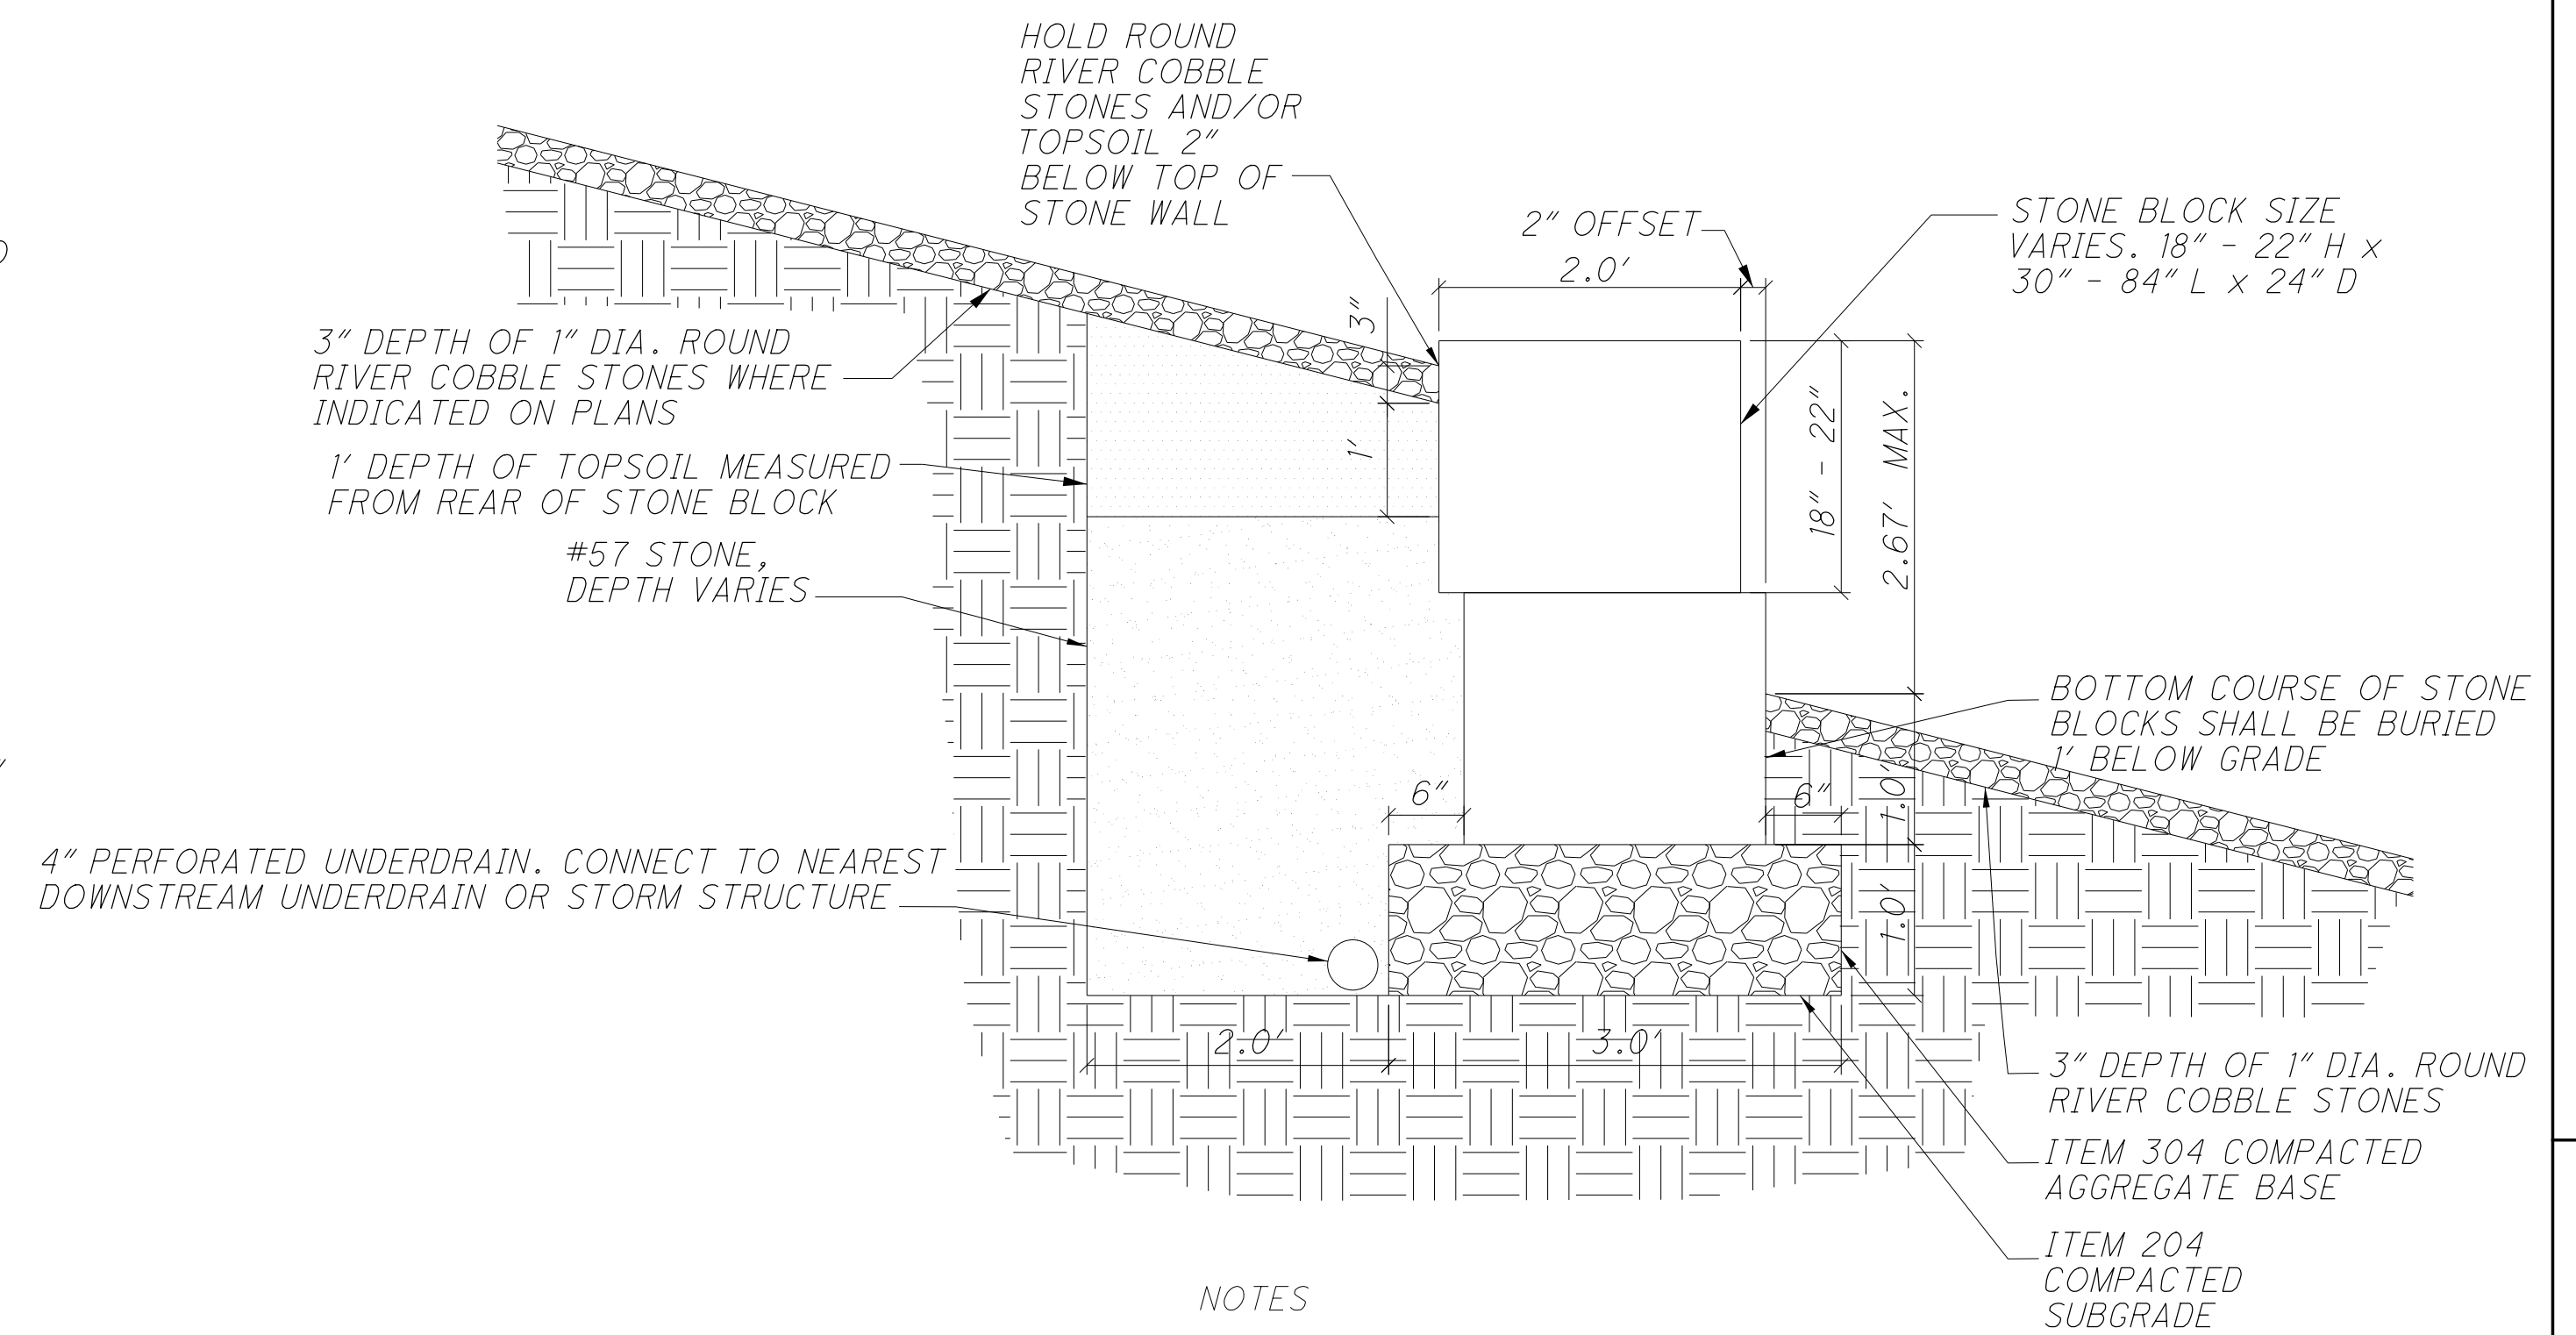 HOLD ROUND
RIVER COBBLE
STONES AND/OR
TOPSOIL 2"
BELOW TOP OF
STONE WALL
2" OFFSET
2.0'
STONE BLOCK SIZE
VARIES. 18" - 22" H x
30" - 84" L x 24" D
3"
3" DEPTH OF 1" DIA. ROUND
RIVER COBBLE STONES WHERE
INDICATED ON PLANS
1'
18" - 22"
2.67' MAX.
1' DEPTH OF TOPSOIL MEASURED
FROM REAR OF STONE BLOCK
#57 STONE,
DEPTH VARIES
BOTTOM COURSE OF STONE
BLOCKS SHALL BE BURIED
1' BELOW GRADE
6"
6"
1.0'
4" PERFORATED UNDERDRAIN. CONNECT TO NEAREST
DOWNSTREAM UNDERDRAIN OR STORM STRUCTURE
1.0'
2.0'
3.0'
3" DEPTH OF 1" DIA. ROUND
RIVER COBBLE STONES
ITEM 304 COMPACTED
AGGREGATE BASE
ITEM 204
COMPACTED
SUBGRADE
NOTES